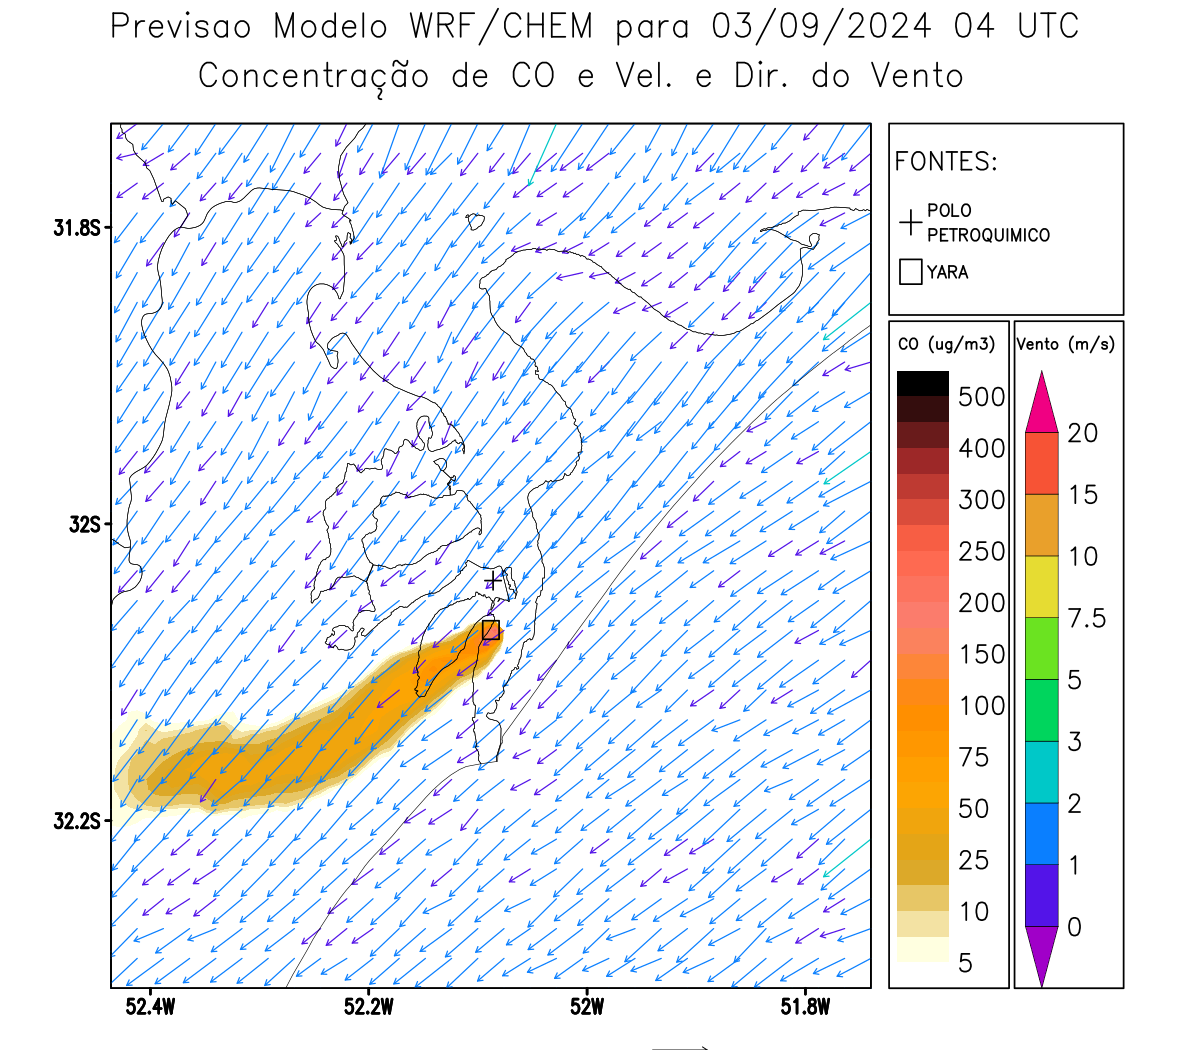 Previsao Modelo WRF/CHEM para 03/09/2024 04 UTC
Concentração de CO e Vel. e Dir. do Vento
FONTES:
POLO
PETROQUIMICO
YARA
31.8S
32S
32.2S
52.4W
52.2W
52W
51.8W
CO (ug/m3)
500
400
300
250
200
150
100
75
50
25
10
5
Vento (m/s)
20
15
10
7.5
5
3
2
1
0